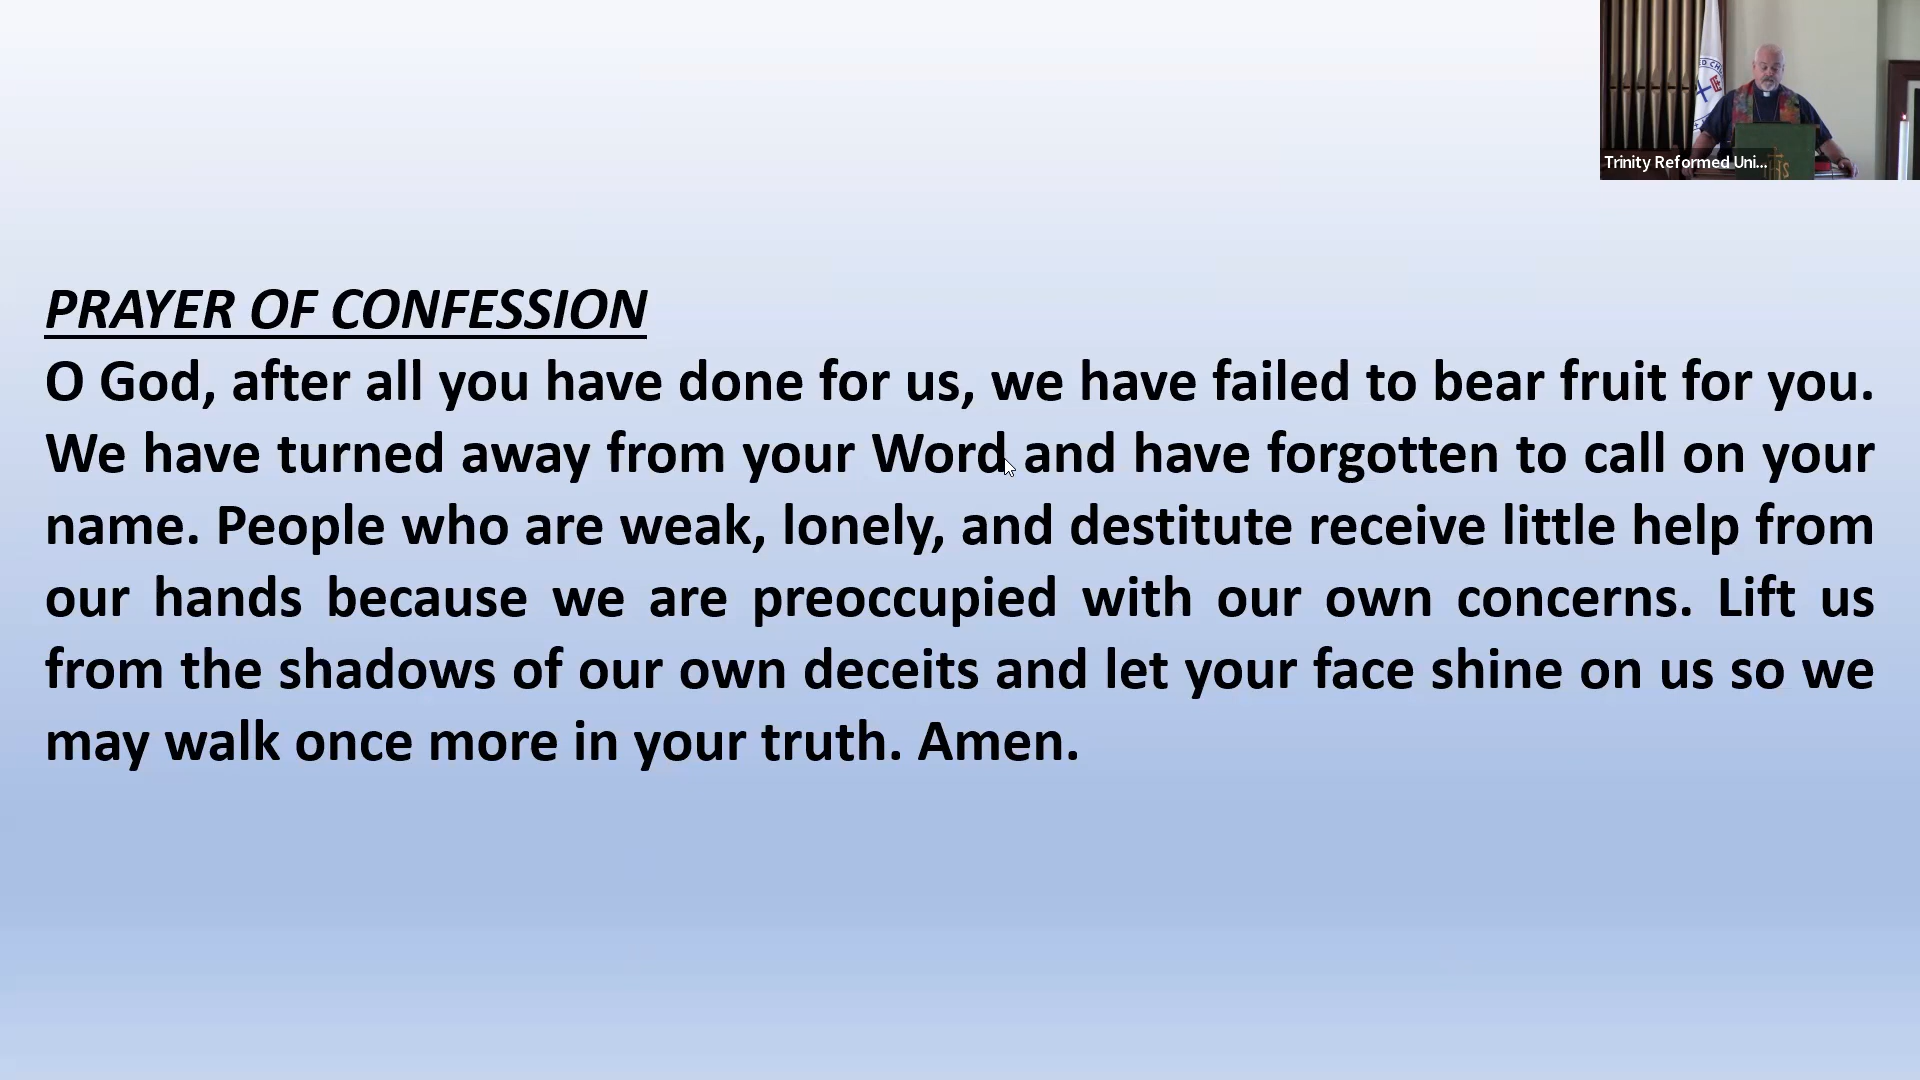 PRAYER OF CONFESSION
O God, after all you have done for us, we have failed to bear fruit for you.
We have turned away from your Word and have forgotten to call on your
name. People who are weak, lonely, and destitute receive little help from
our hands because we are preoccupied with our own concerns. Lift us
from the shadows of our own deceits and let your face shine on us so we
may walk once more in your truth. Amen.
Trinity Reformed Uni...